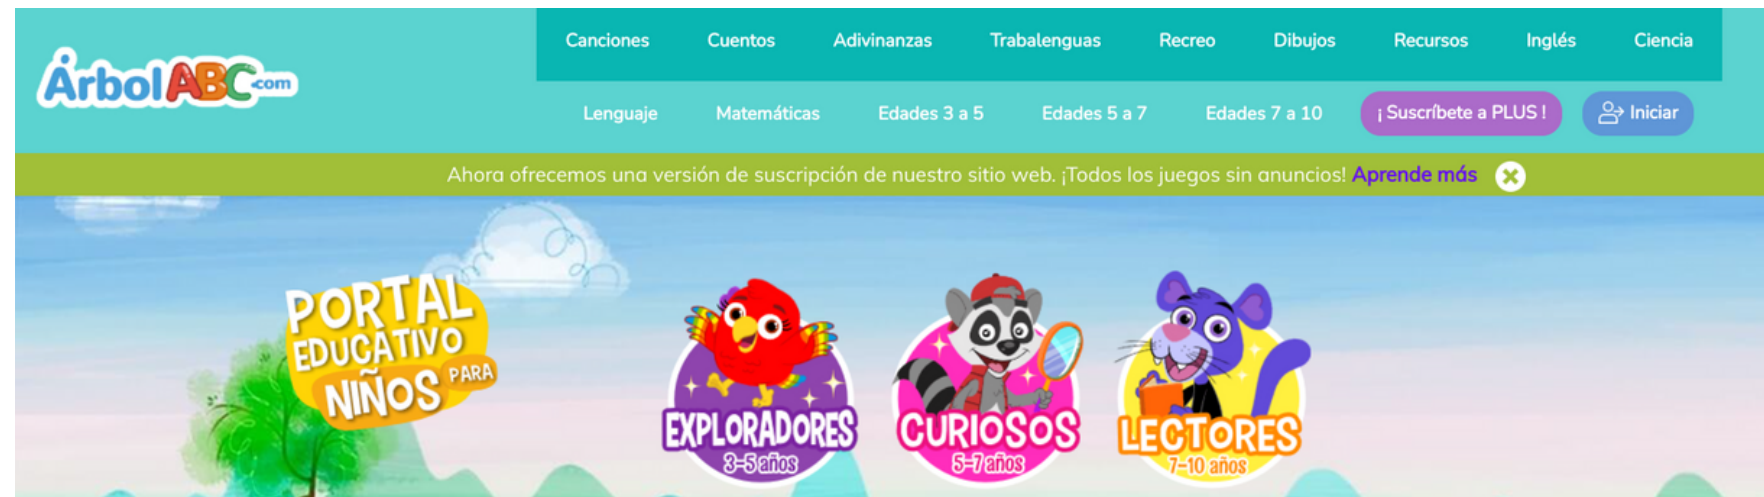 ÁrbolABC.com
Canciones Cuentos Adivinanzas Trabalenguas Recreo Dibujos Recursos Inglés Ciencia
Lenguaje Matemáticas Edades 3 a 5 Edades 5 a 7 Edades 7 a 10 ¡ Suscríbete a PLUS ! Iniciar
Ahora ofrecemos una versión de suscripción de nuestro sitio web. ¡Todos los juegos sin anuncios! Aprende más
PORTAL
EDUCATIVO
PARA
NIÑOS
EXPLORADORES
3-5 años
CURIOSOS
5-7 años
LECTORES
7-10 años